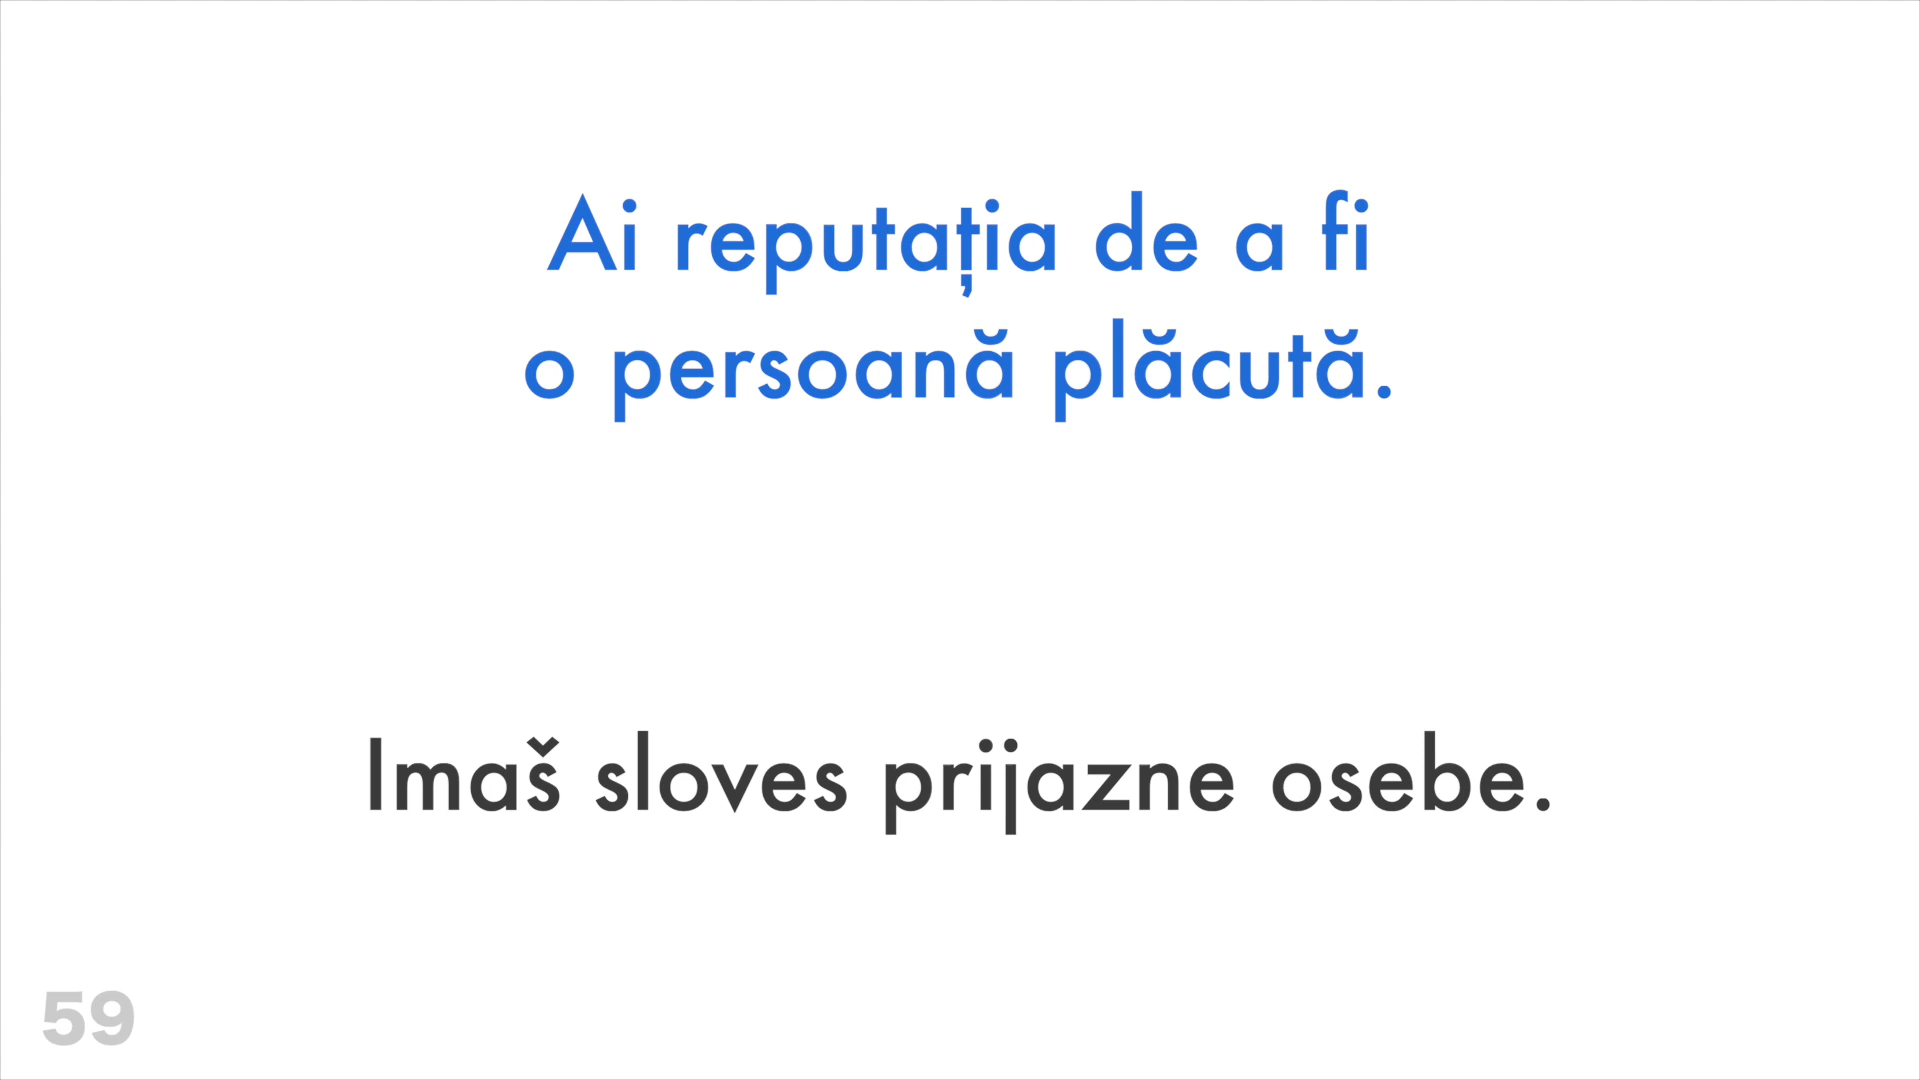 Ai reputația de a fi
o persoană plăcută.
Imaš sloves prijazne osebe.
59